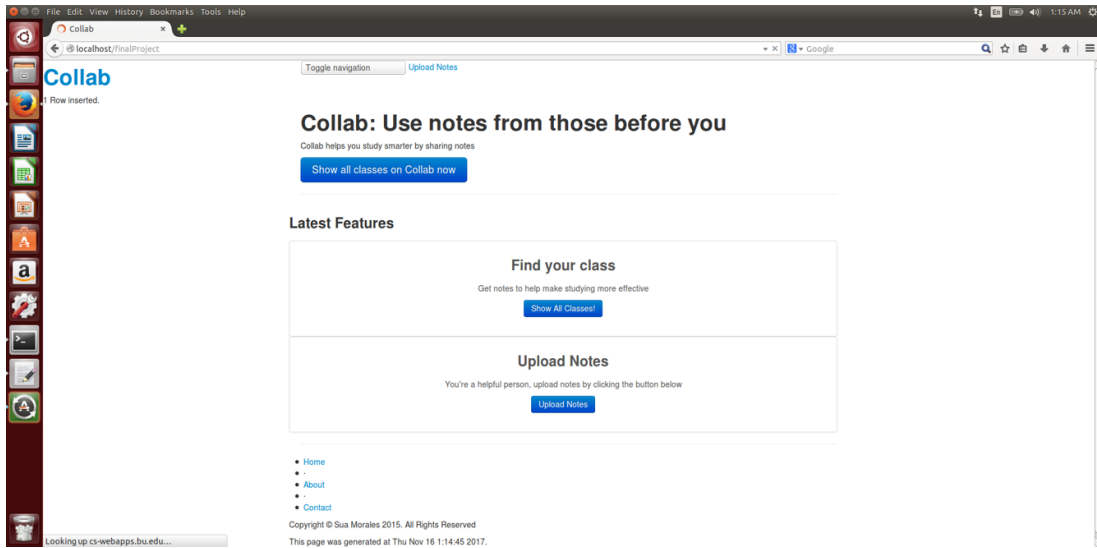 File Edit View History Bookmarks Tools Help
En
1:15 AM
Collab
localhost/finalProject
Google
Collab
1 Row inserted.
Toggle navigation
Upload Notes
Collab: Use notes from those before you
Collab helps you study smarter by sharing notes
Show all classes on Collab now
Latest Features
Find your class
Get notes to help make studying more effective
Show All Classes!
Upload Notes
You're a helpful person, upload notes by clicking the button below
Upload Notes
Home
·
About
·
Contact
Copyright © Sua Morales 2015. All Rights Reserved
This page was generated at Thu Nov 16 1:14:45 2017.
Looking up cs-webapps.bu.edu...